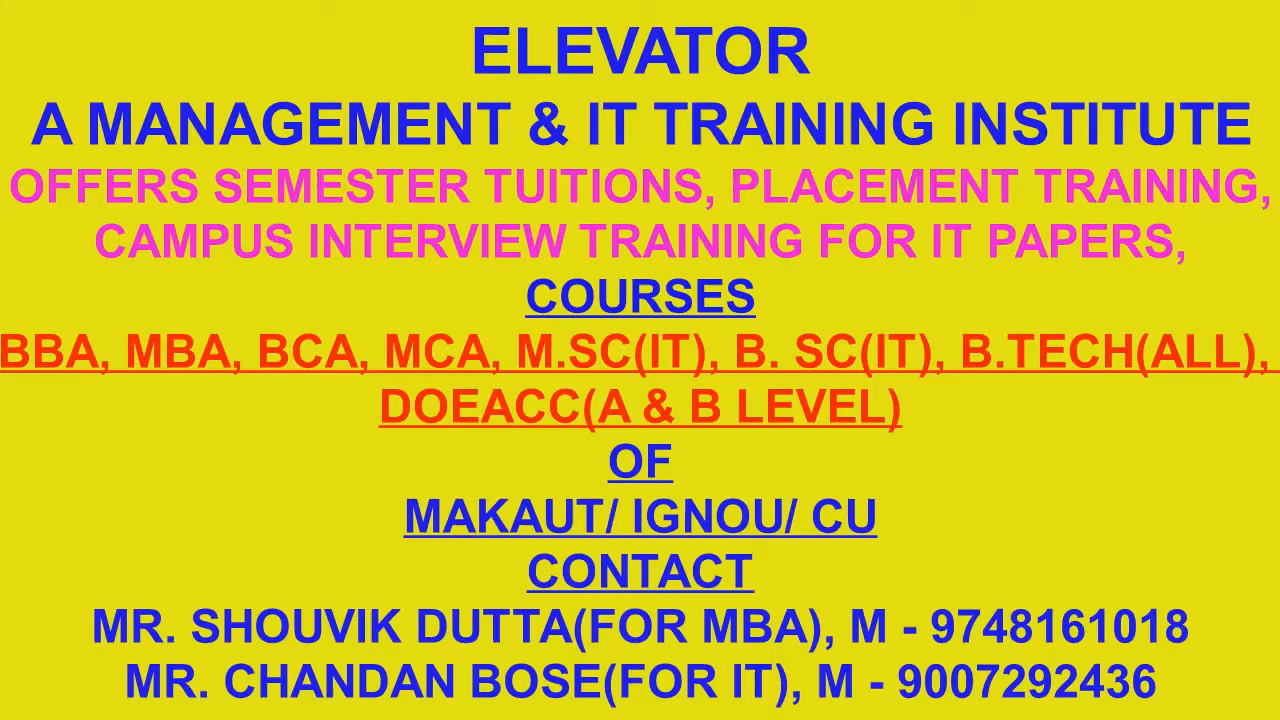 ELEVATOR
A MANAGEMENT & IT TRAINING INSTITUTE
OFFERS SEMESTER TUITIONS, PLACEMENT TRAINING,
CAMPUS INTERVIEW TRAINING FOR IT PAPERS,
COURSES
BBA, MBA, BCA, MCA, M.SC(IT), B. SC(IT), B.TECH(ALL),
DOEACC(A & B LEVEL)
OF
MAKAUT/ IGNOU/ CU
CONTACT
MR. SHOUVIK DUTTA(FOR MBA), M - 9748161018
MR. CHANDAN BOSE(FOR IT), M - 9007292436